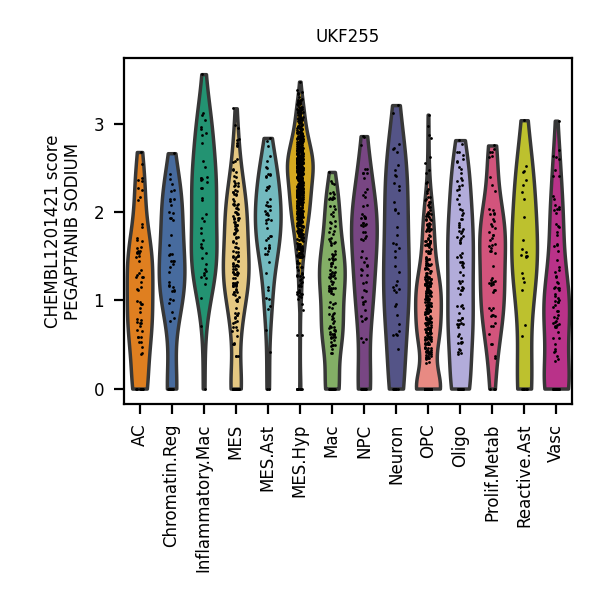 UKF255
CHEMBL1201421 score
PEGAPTANIB SODIUM
3
2
1
0
AC
Chromatin.Reg
Inflammatory.Mac
MES
MES.Ast
MES.Hyp
Mac
NPC
Neuron
OPC
Oligo
Prolif.Metab
Reactive.Ast
Vasc